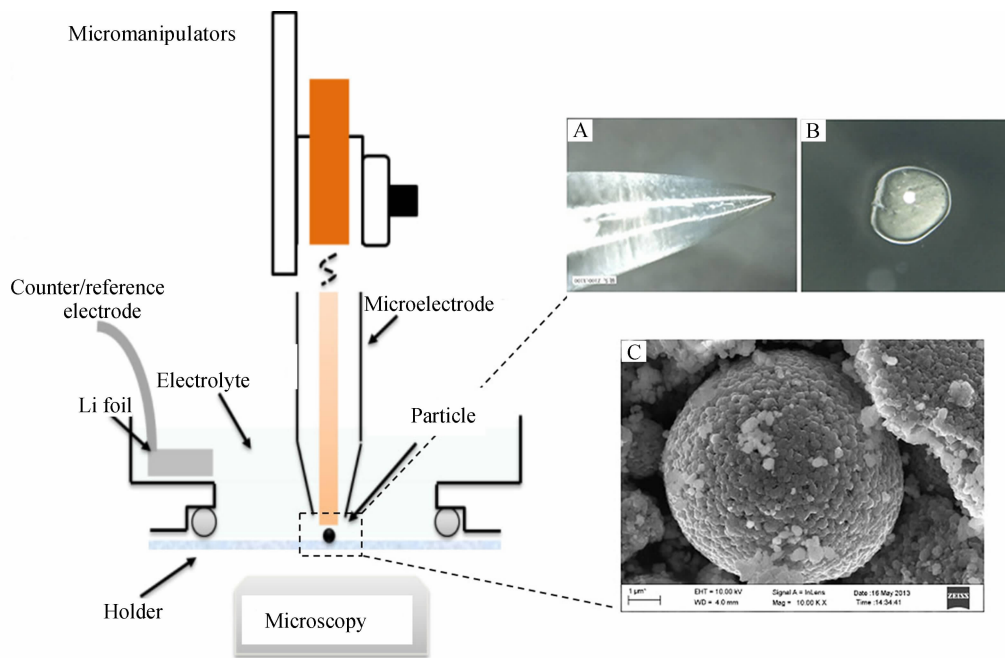 Micromanipulators
A
B
Counter/reference
electrode
Microelectrode
Electrolyte
Li foil
Particle
C
Holder
Microscopy
1 µm*
EHT = 10.00 kV
WD = 4.0 mm
Signal A = InLens
Mag = 10.00 K X
Date :16 May 2013
Time :14:34:41
ZEISS